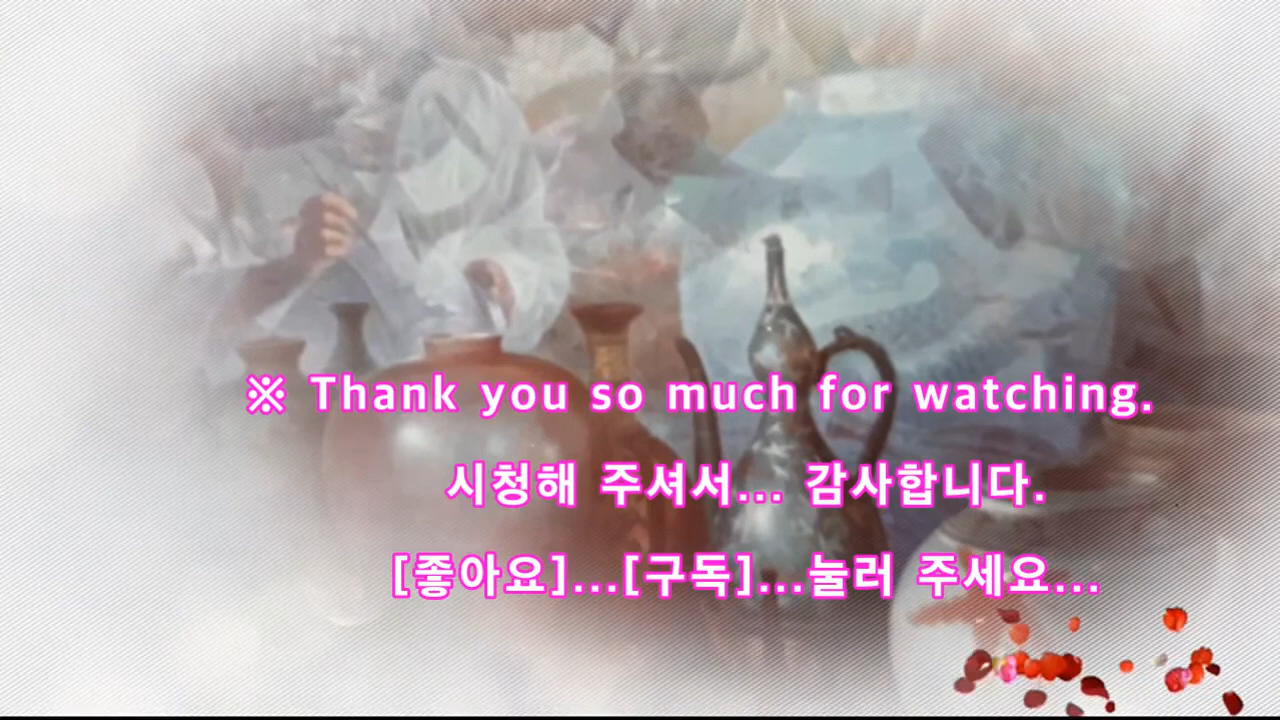 ※ Thank you so much for watching.
시청해 주셔서... 감사합니다.
[좋아요]...[구독]...눌러 주세요...